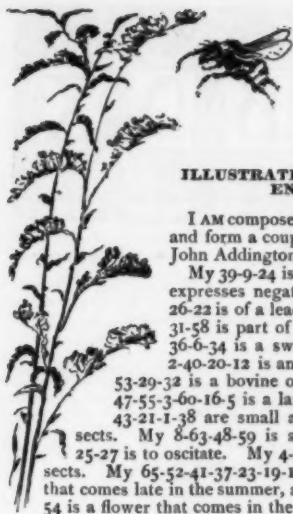 ILLUSTRATI
EN
I AM compose
and form a coup
John Addington
My 39-9-24 is
expresses negat
26-22 is of a lead
31-58 is part of
36-6-34 is a sw
2-40-20-12 is an
53-29-32 is a bovine o
47-55-3-60-16-5 is a la
43-21-1-38 are small a
sects. My 8-63-48-59 is a
25-27 is to oscitate. My 4-
sects. My 65-52-41-37-23-19-1
that comes late in the summer, a
54 is a flower that comes in the